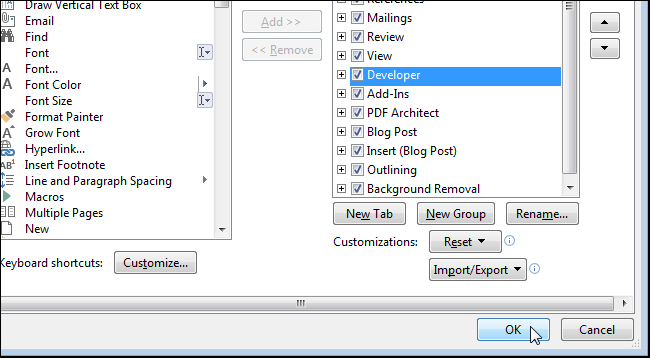 Draw Vertical Text Box
Email
Find
Font
Font...
Font Color
Font Size
Format Painter
Grow Font
Hyperlink...
Insert Footnote
Line and Paragraph Spacing
Macros
Multiple Pages
New
Add >>
<< Remove
References
Mailings
Review
View
Developer
Add-Ins
PDF Architect
Blog Post
Insert (Blog Post)
Outlining
Background Removal
New Tab New Group Rename...
Customizations: Reset
Import/Export
Keyboard shortcuts: Customize...
OK Cancel